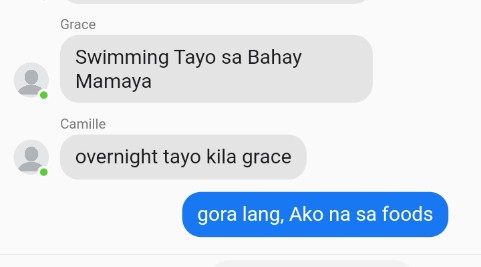 Grace
Swimming Tayo sa Bahay
Mamaya
Camille
overnight tayo kila grace
gora lang, Ako na sa foods